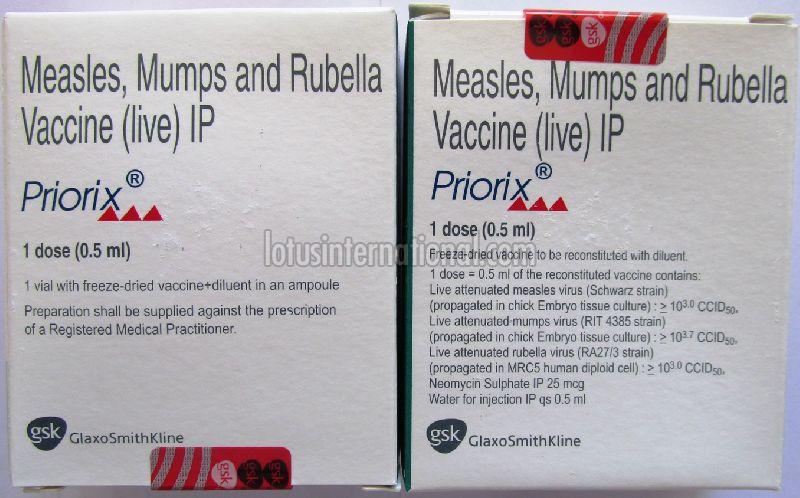 Measles, Mumps and Rubella
Vaccine (live) IP
Priorix®
1 dose (0.5 ml)
1 vial with freeze-dried vaccine+diluent in an ampoule
Preparation shall be supplied against the prescription
of a Registered Medical Practitioner.
gsk GlaxoSmithKline
gsk gsk
gsk
Measles, Mumps and Rubella
Vaccine (live) IP
Priorix®
1 dose (0.5 ml)
Freeze-dried vaccine to be reconstituted with diluent.
1 dose = 0.5 ml of the reconstituted vaccine contains:
Live attenuated measles virus (Schwarz strain)
(propagated in chick Embryo tissue culture) : ≥ 10³·⁰ CCID₅₀.
Live attenuated mumps virus (RIT 4385 strain)
(propagated in chick Embryo tissue culture) : ≥ 10³·⁷ CCID₅₀.
Live attenuated rubella virus (RA27/3 strain)
(propagated in MRC5 human diploid cell) : ≥ 10³·⁰ CCID₅₀.
Neomycin Sulphate IP 25 mcg
Water for injection IP qs 0.5 ml
gsk GlaxoSmithKline
lotusinternational.com